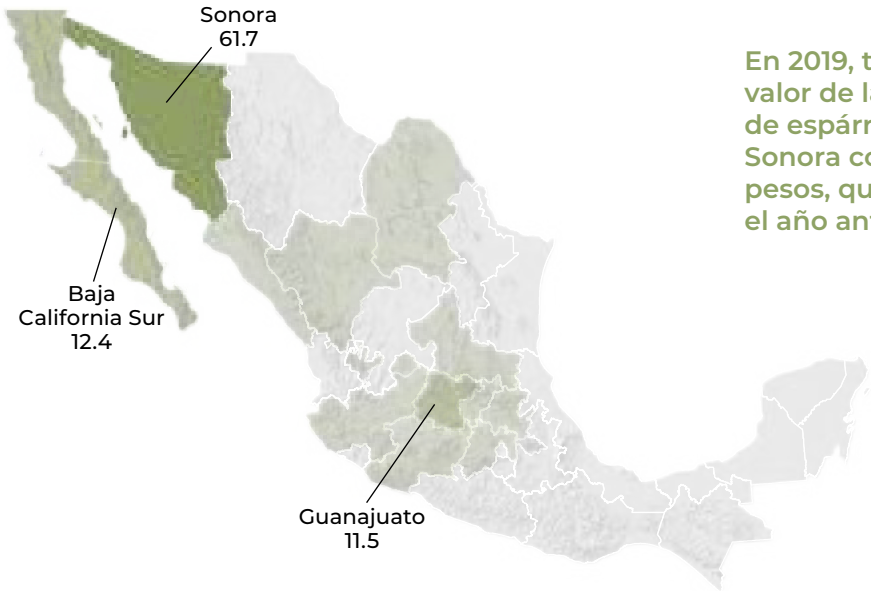 Sonora
61.7
En 2019, t
valor de l
de espárr
Sonora co
pesos, qu
el año ant
Baja
California Sur
12.4
Guanajuato
11.5